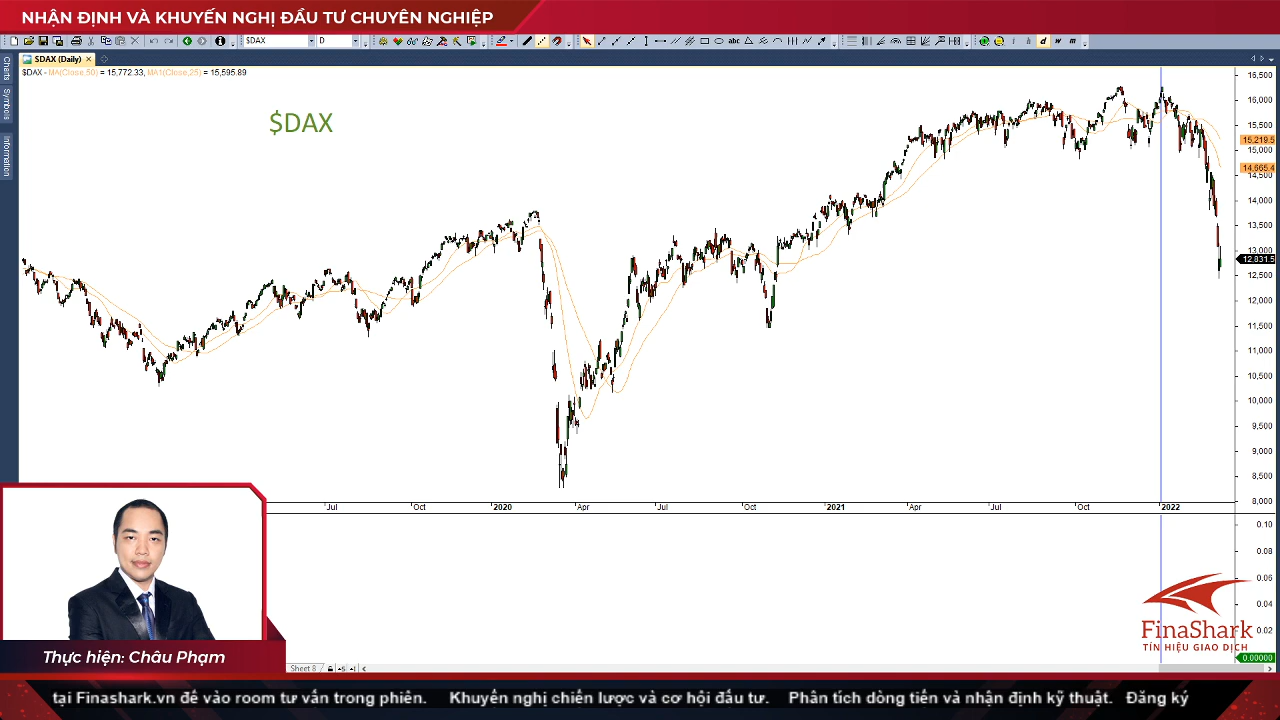 NHẬN ĐỊNH VÀ KHUYẾN NGHỊ ĐẦU TƯ CHUYÊN NGHIỆP
$DAX
D
abc
d
w
m
$DAX (Daily)
Charts
Symbols
Information
$DAX - MA(Close,50) = 15,772.33, MA1(Close,25) = 15,595.89
$DAX
16,500
16,000
15,500
15,219.5
15,000
14,665.4
14,500
14,000
13,500
13,000
12,831.5
12,500
12,000
11,500
11,000
10,500
10,000
9,500
9,000
8,500
8,000
Jul
Oct
2020
Apr
Jul
Oct
2021
Apr
Jul
Oct
2022
0.10
0.08
0.06
0.04
0.02
0.00000
FinaShark
TÍN HIỆU GIAO DỊCH
Thực hiện: Châu Phạm
Sheet 8
tại Finashark.vn để vào room tư vấn trong phiên. Khuyến nghị chiến lược và cơ hội đầu tư. Phân tích dòng tiền và nhận định kỹ thuật. Đăng ký